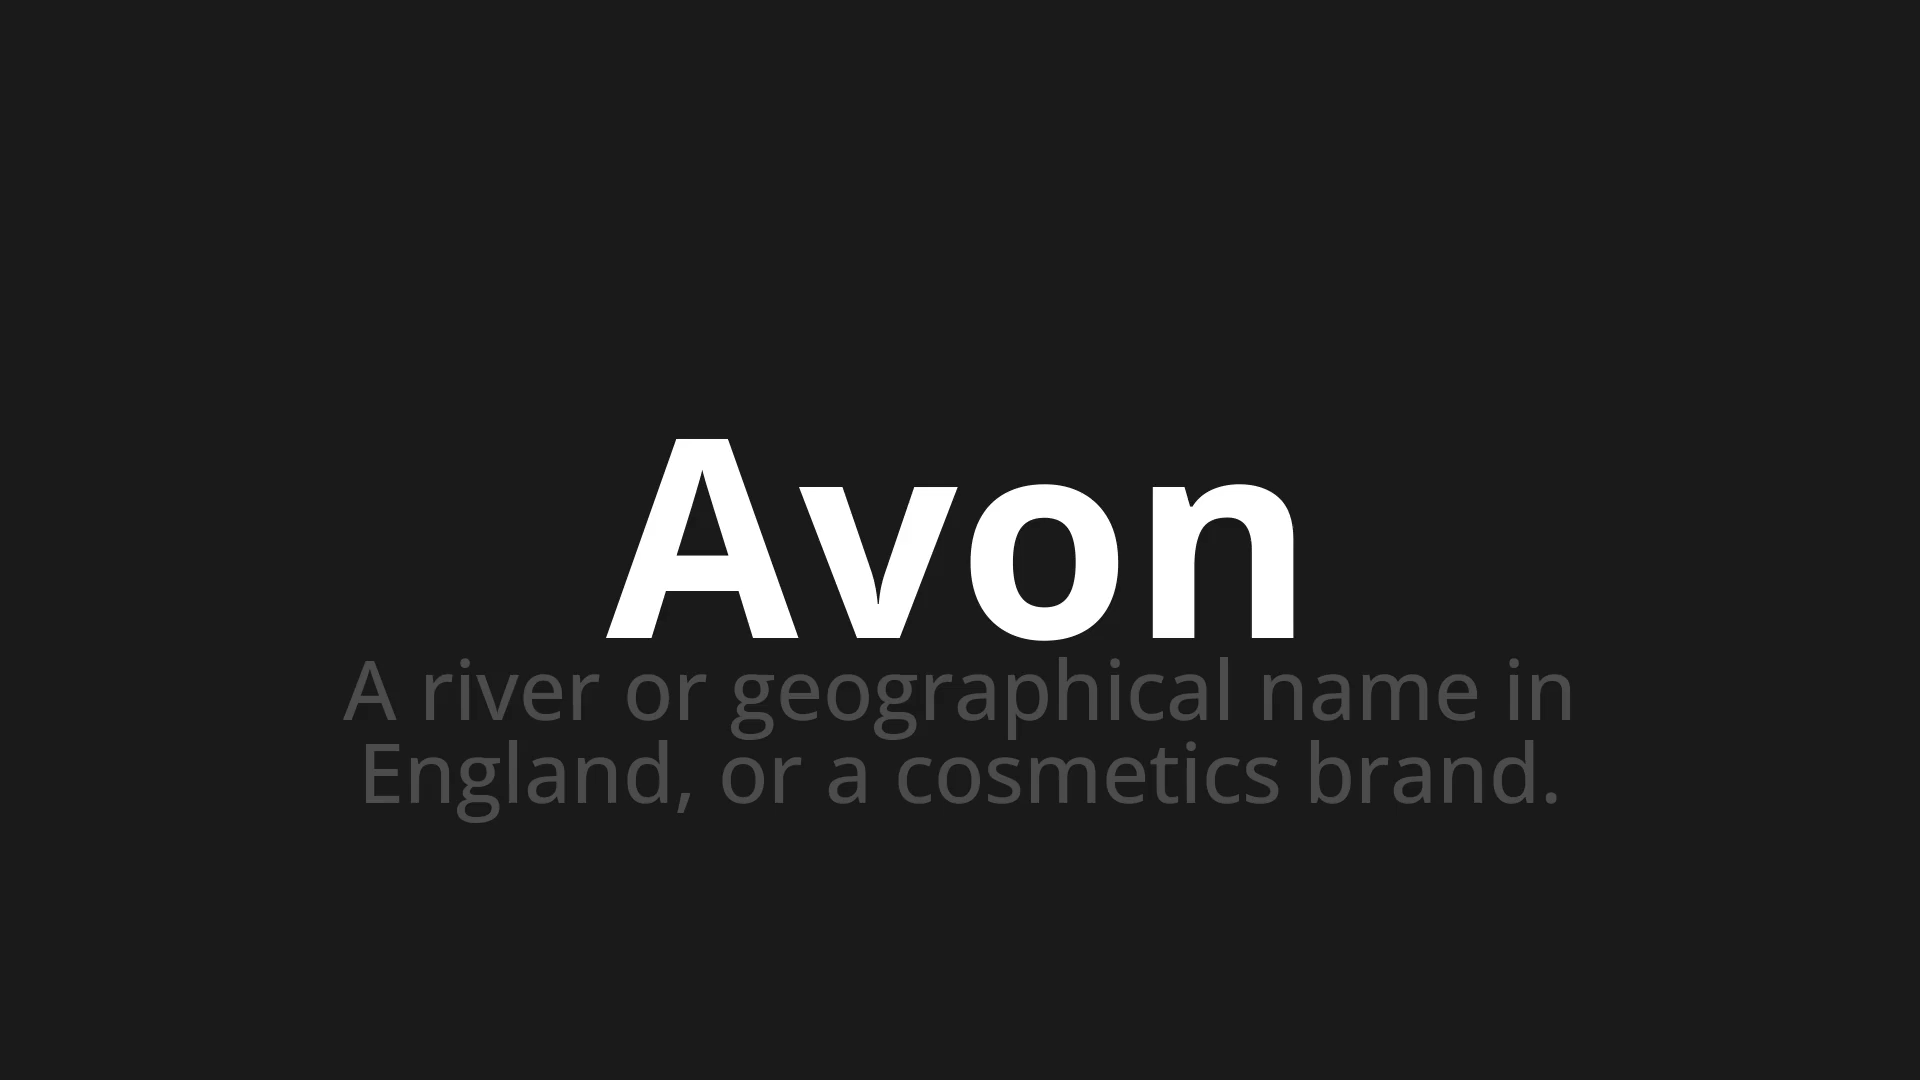 Avon
A river or geographical name in
England, or a cosmetics brand.